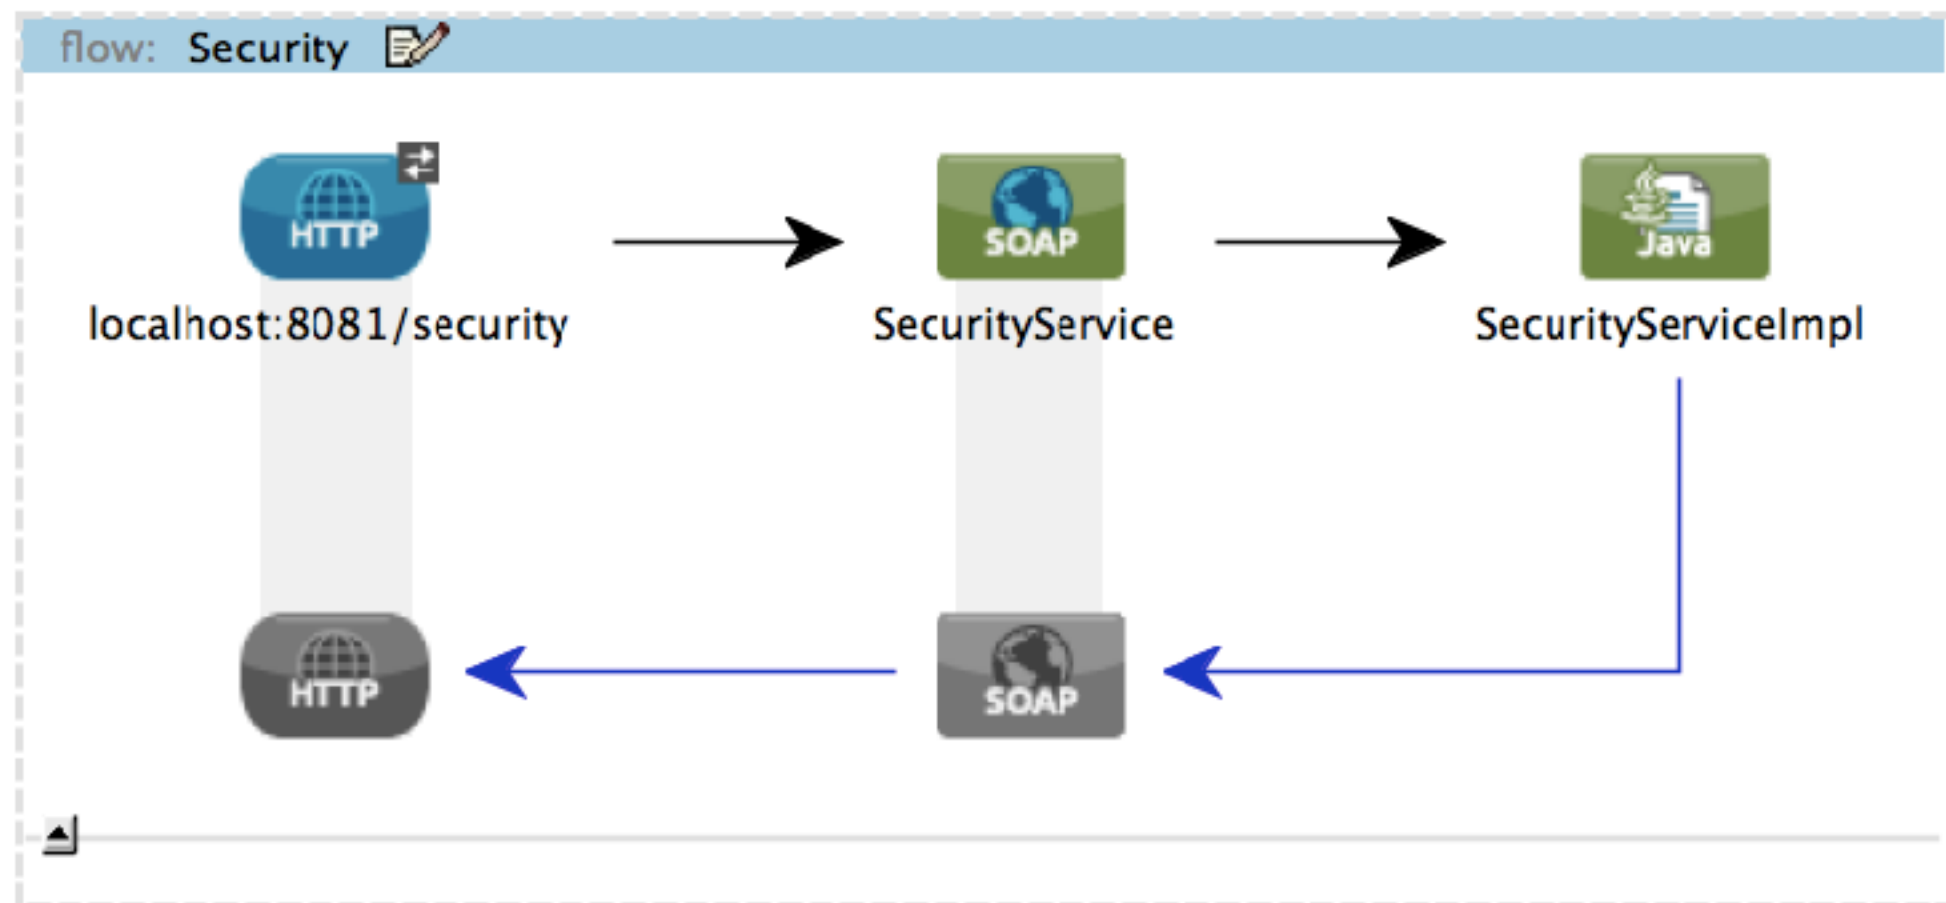 flow: Security
HTTP
SOAP
Java
localhost:8081/security
SecurityService
SecurityServiceImpl
HTTP
SOAP